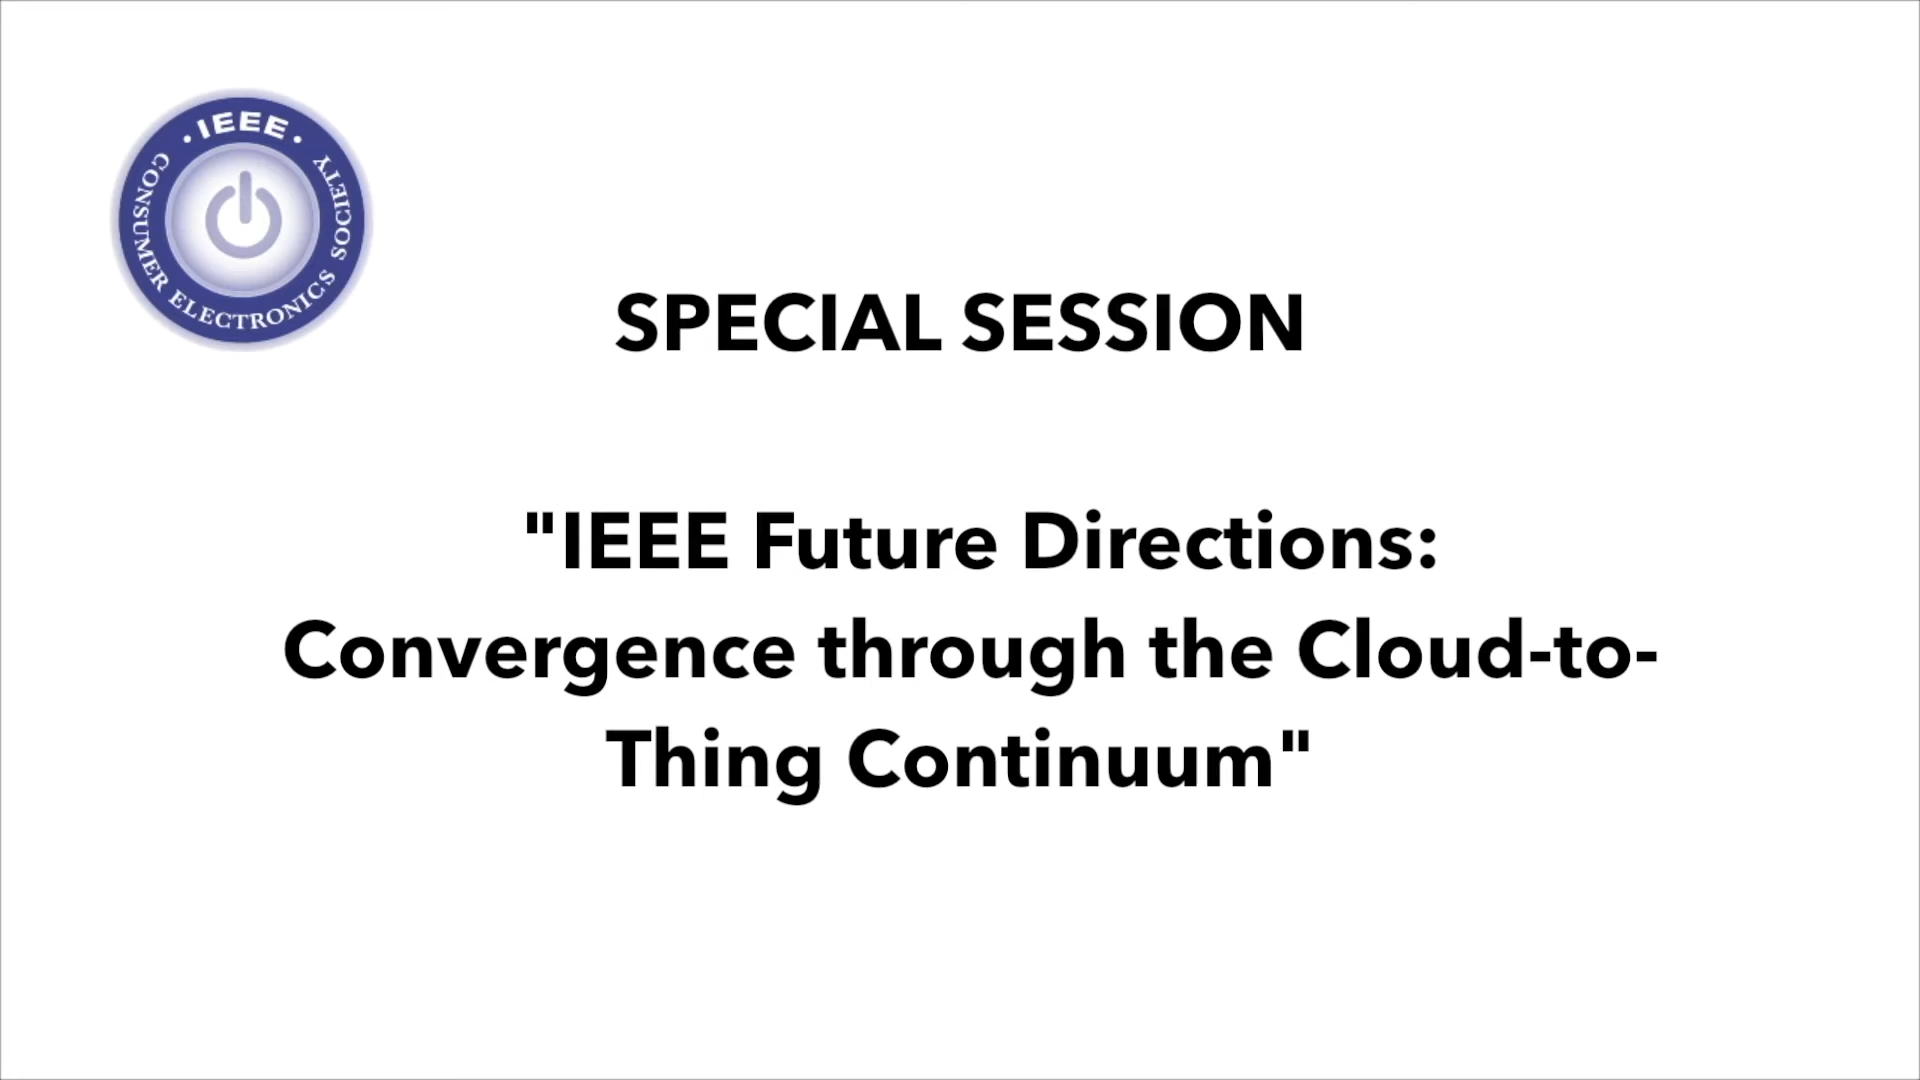 · IEEE ·
CONSUMER ELECTRONICS SOCIETY
SPECIAL SESSION
"IEEE Future Directions:
Convergence through the Cloud-to-
Thing Continuum"